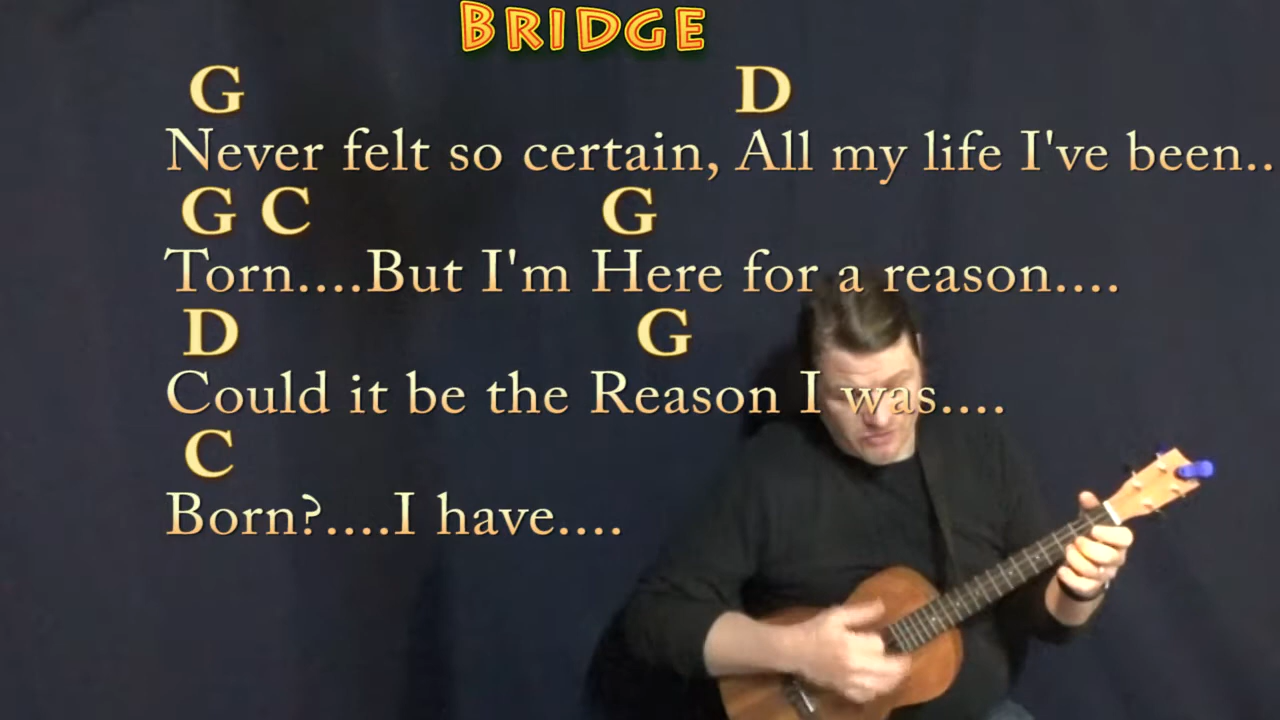 BRIDGE
G D
Never felt so certain, All my life I've been..
G C G
Torn....But I'm Here for a reason....
D G
Could it be the Reason I was....
C
Born?....I have....